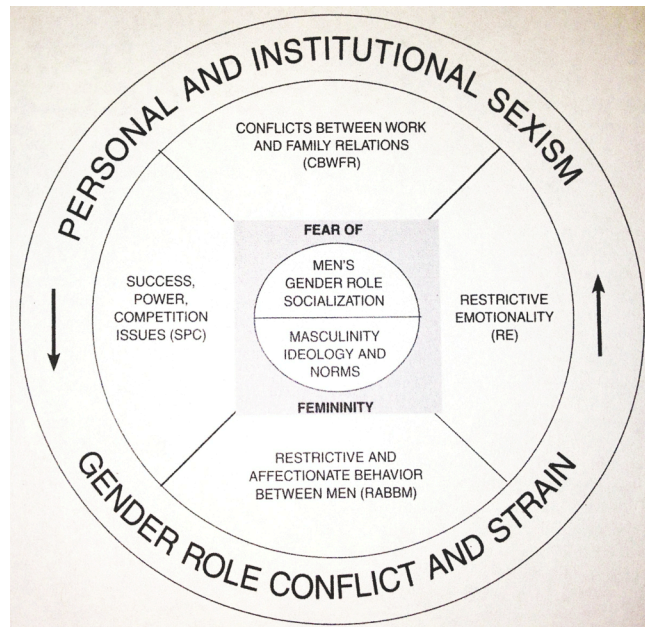 PERSONAL AND INSTITUTIONAL SEXISM
CONFLICTS BETWEEN WORK
AND FAMILY RELATIONS
(CBWFR)
SUCCESS,
POWER,
COMPETITION
ISSUES (SPC)
FEAR OF
MEN'S
GENDER ROLE
SOCIALIZATION
MASCULINITY
IDEOLOGY AND
NORMS
FEMININITY
RESTRICTIVE
EMOTIONALITY
(RE)
RESTRICTIVE AND
AFFECTIONATE BEHAVIOR
BETWEEN MEN (RABBM)
GENDER ROLE CONFLICT AND STRAIN